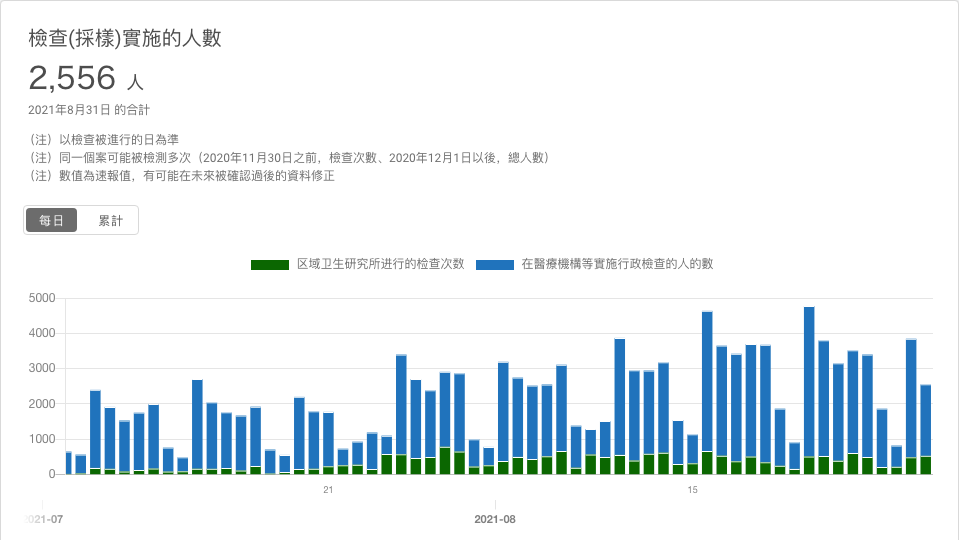 檢查(採樣)實施的人數
2,556 人
2021年8月31日 的合計
（注）以檢查被進行的日為準
（注）同一個案可能被檢測多次（2020年11月30日之前，檢查次數、2020年12月1日以後，總人數）
（注）數值為速報值，有可能在未來被確認過後的資料修正
每日 累計
区域卫生研究所进行的检查次数 在醫療機構等實施行政檢查的人的數
5000
4000
3000
2000
1000
0
21 15
2021-07 2021-08